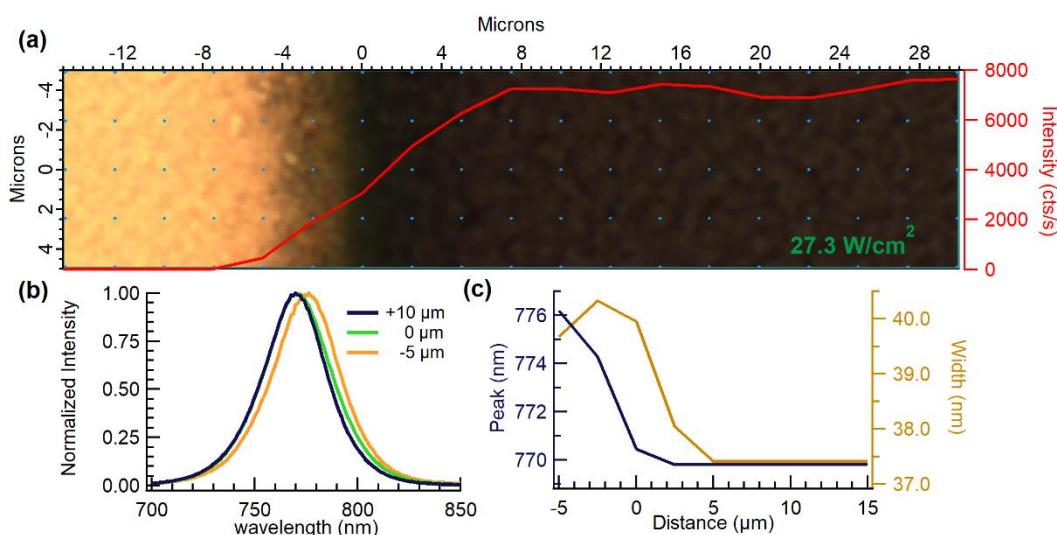 Microns
(a)
-12 -8 -4 0 4 8 12 16 20 24 28
-4
-2
0
2
4
Microns
8000
6000
4000
2000
0
Intensity (cts/s)
27.3 W/cm²
(b)
1.00
0.75
0.50
0.25
0.00
Normalized Intensity
+10 µm
0 µm
-5 µm
700 750 800 850
wavelength (nm)
(c)
776
774
772
770
Peak (nm)
40.0
39.0
38.0
37.0
Width (nm)
-5 0 5 10 15
Distance (µm)